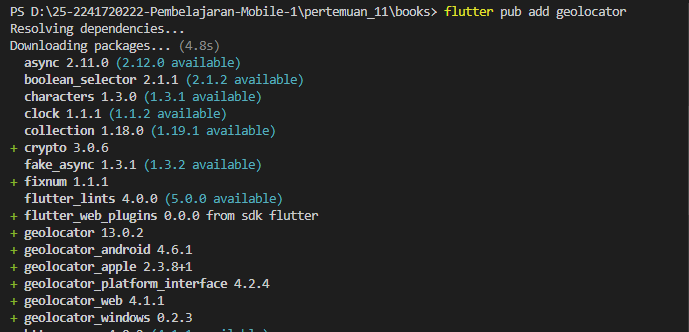 PS D:\25-2241720222-Pembelajaran-Mobile-1\pertemuan_11\books> flutter pub add geolocator
Resolving dependencies...
Downloading packages... (4.8s)
async 2.11.0 (2.12.0 available)
boolean_selector 2.1.1 (2.1.2 available)
characters 1.3.0 (1.3.1 available)
clock 1.1.1 (1.1.2 available)
collection 1.18.0 (1.19.1 available)
+ crypto 3.0.6
fake_async 1.3.1 (1.3.2 available)
+ fixnum 1.1.1
flutter_lints 4.0.0 (5.0.0 available)
+ flutter_web_plugins 0.0.0 from sdk flutter
+ geolocator 13.0.2
+ geolocator_android 4.6.1
+ geolocator_apple 2.3.8+1
+ geolocator_platform_interface 4.2.4
+ geolocator_web 4.1.1
+ geolocator_windows 0.2.3